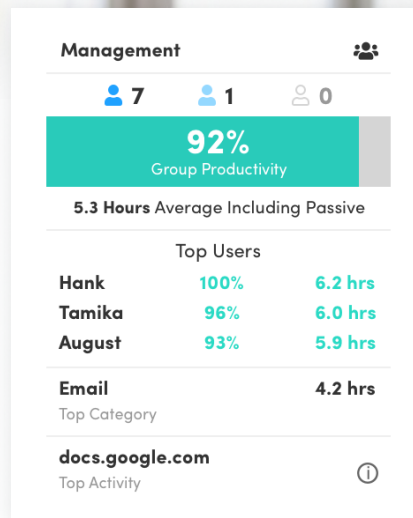 Management
7 1 0
92%
Group Productivity
5.3 Hours Average Including Passive
Top Users
Hank 100% 6.2 hrs
Tamika 96% 6.0 hrs
August 93% 5.9 hrs
Email 4.2 hrs
Top Category
docs.google.com
Top Activity